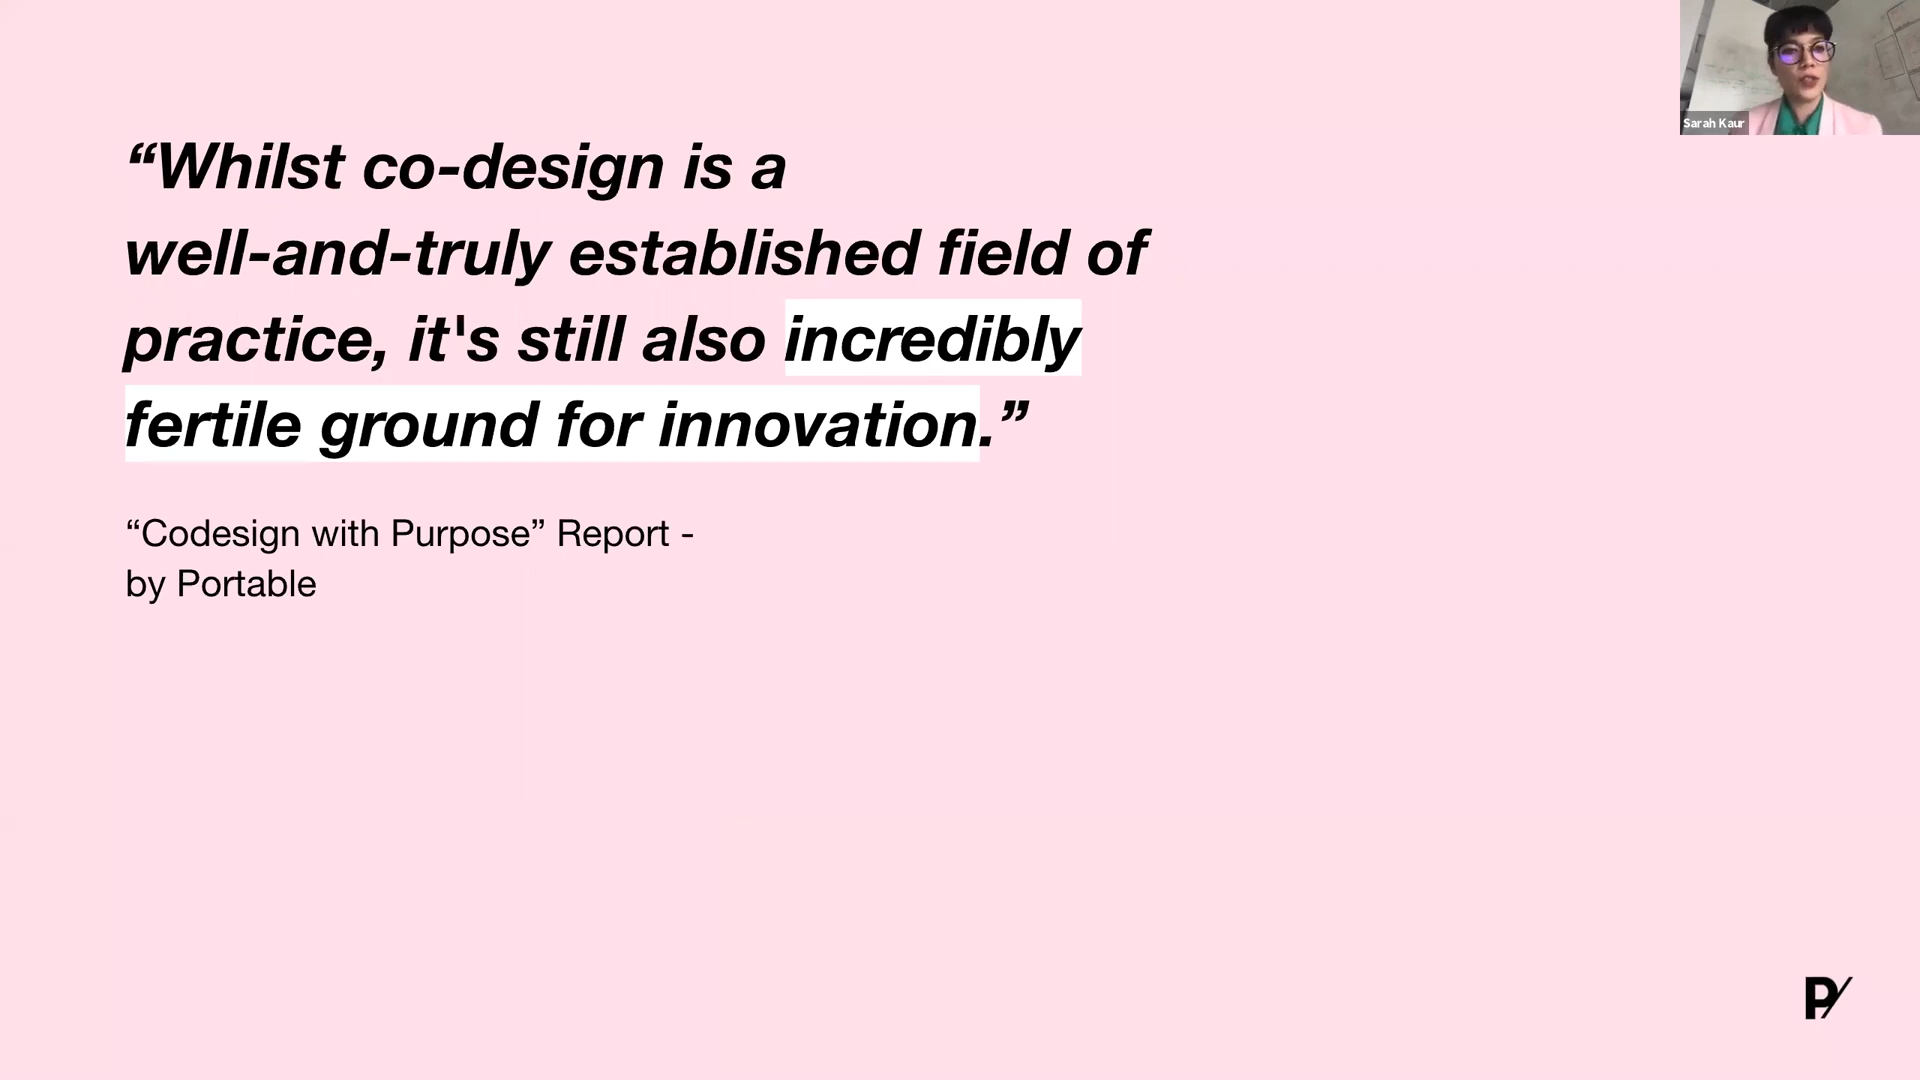 “Whilst co-design is a
well-and-truly established field of
practice, it's still also incredibly
fertile ground for innovation.”
“Codesign with Purpose” Report -
by Portable
Sarah Kaur
P/